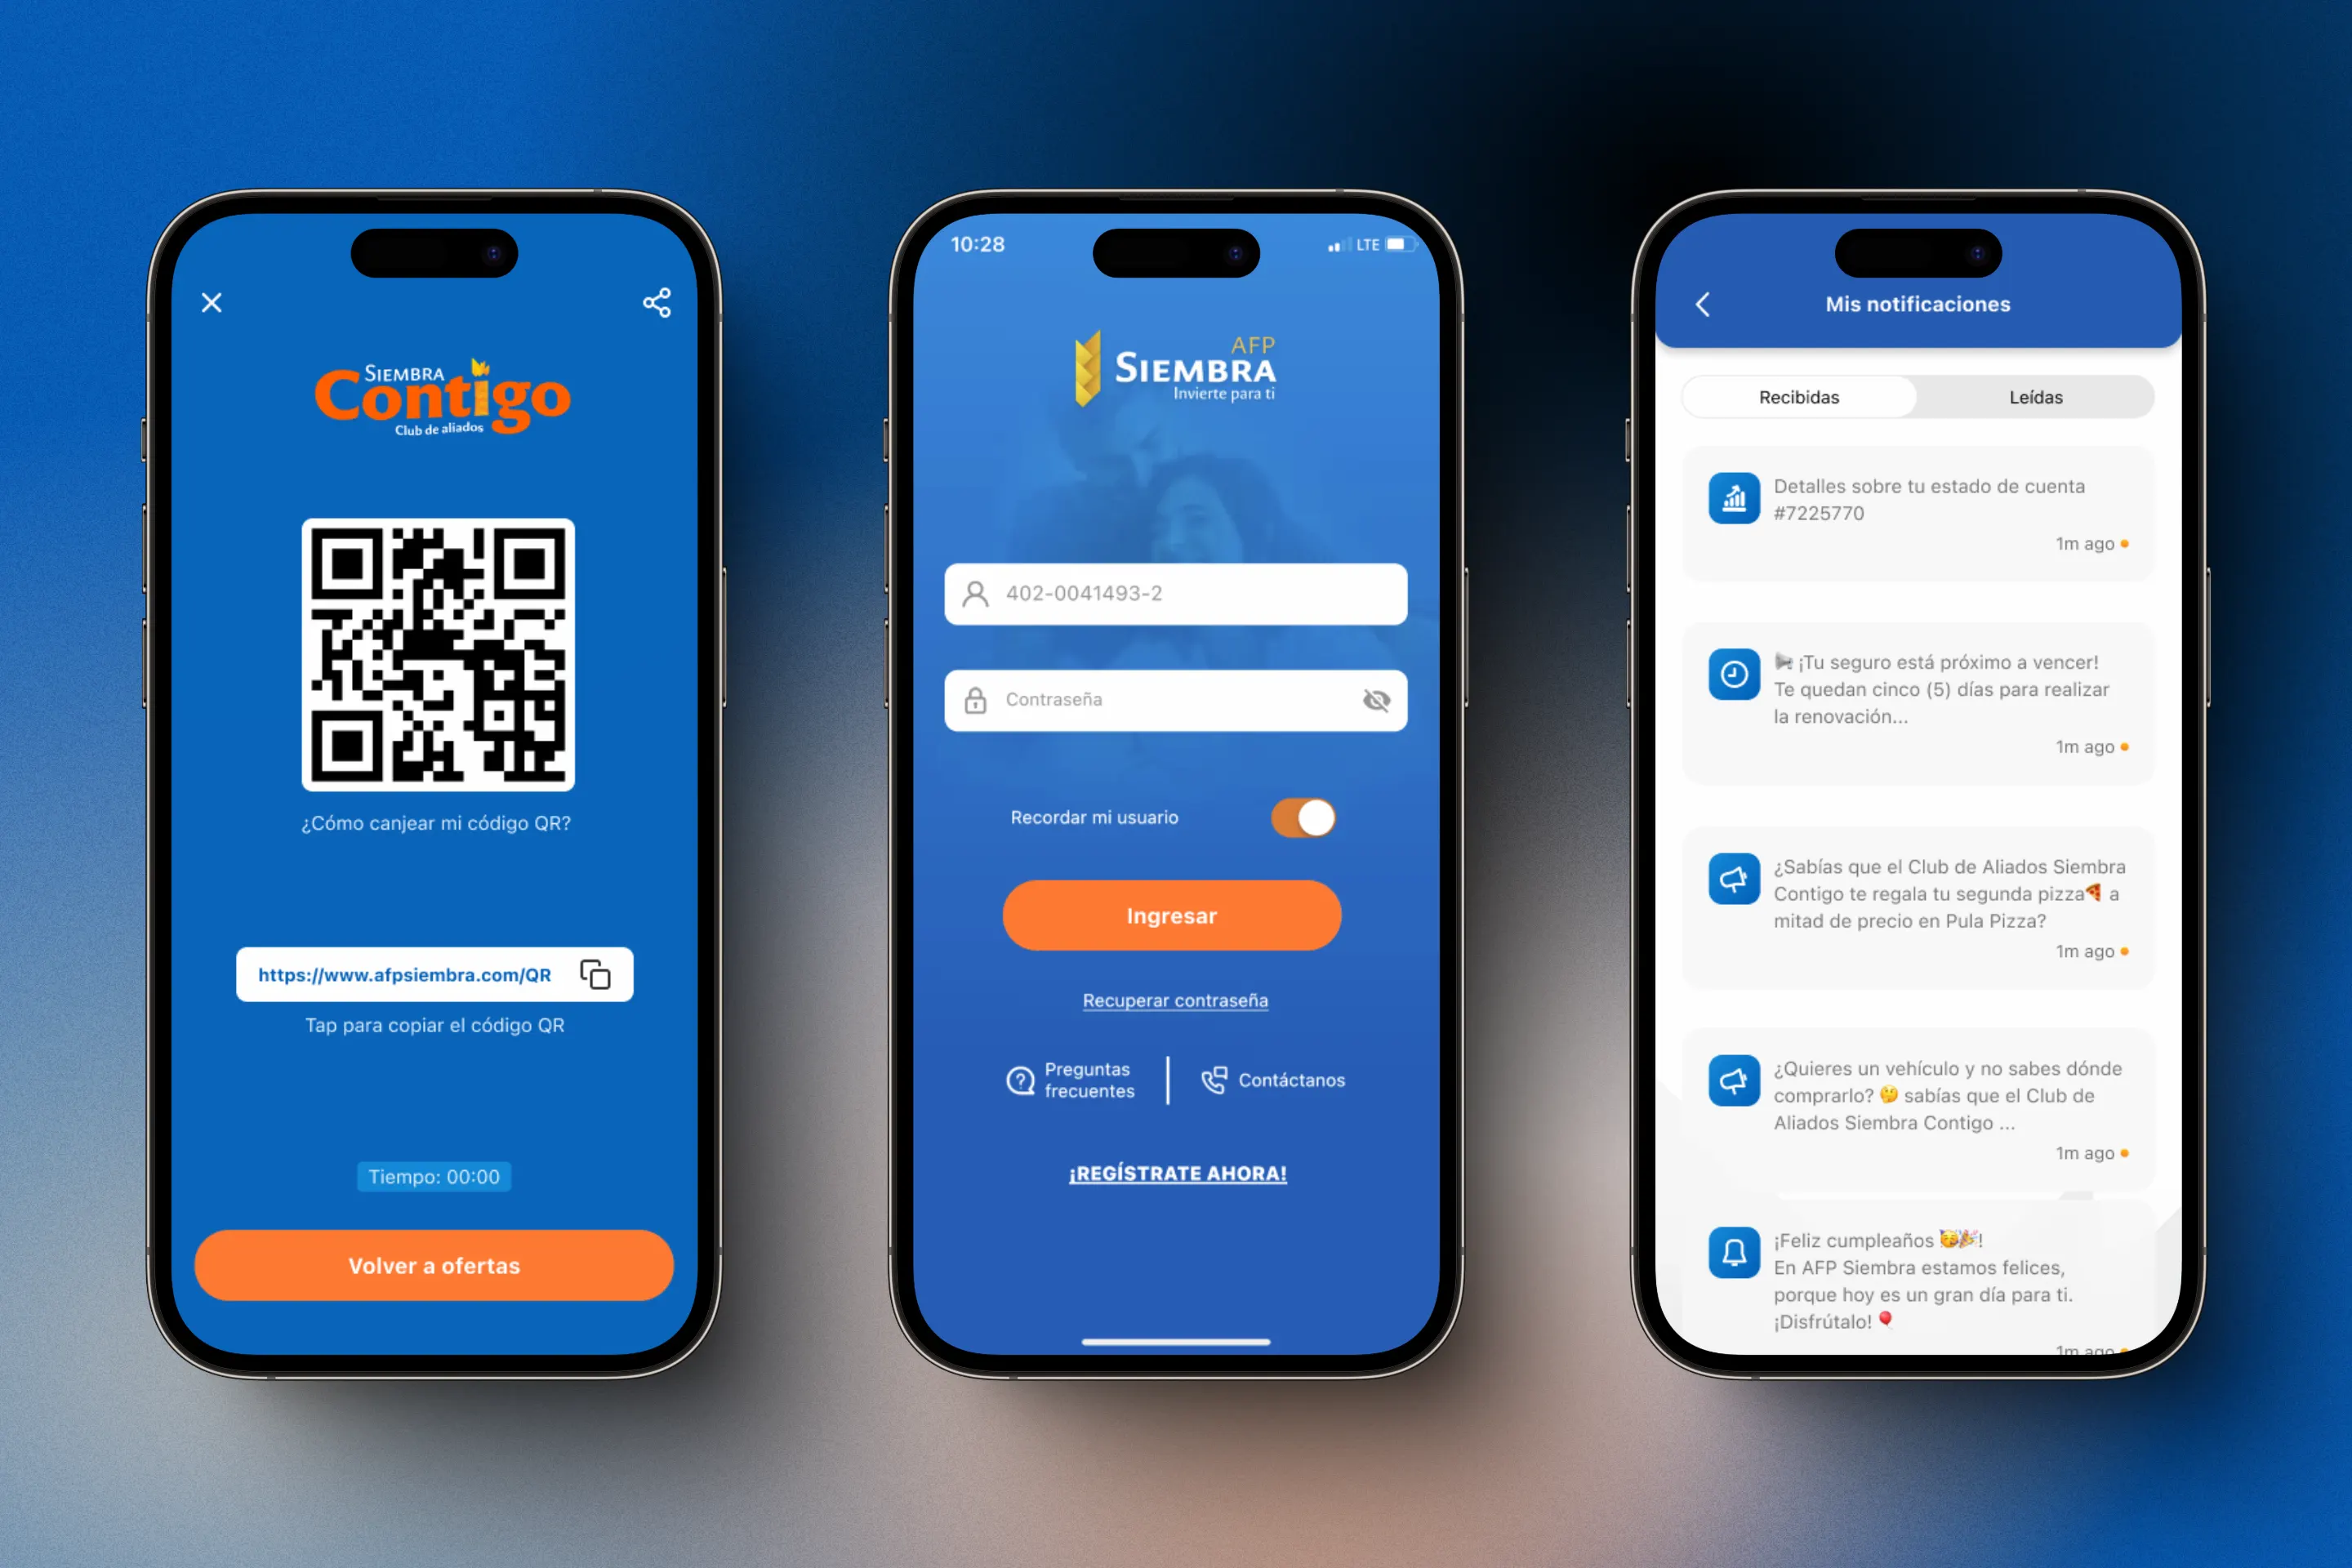 SIEMBRA
Contigo
Club de aliados
¿Cómo canjear mi código QR?
https://www.afpsiembra.com/QR
Tap para copiar el código QR
Tiempo: 00:00
Volver a ofertas
10:28
LTE
AFP
SIEMBRA
Invierte para ti
402-0041493-2
Contraseña
Recordar mi usuario
Ingresar
Recuperar contraseña
Preguntas
frecuentes
Contáctanos
¡REGÍSTRATE AHORA!
Mis notificaciones
Recibidas
Leídas
Detalles sobre tu estado de cuenta
#7225770
1m ago
¡Tu seguro está próximo a vencer!
Te quedan cinco (5) días para realizar
la renovación...
1m ago
¿Sabías que el Club de Aliados Siembra
Contigo te regala tu segunda pizza🍕 a
mitad de precio en Pula Pizza?
1m ago
¿Quieres un vehículo y no sabes dónde
comprarlo? 🤔 sabías que el Club de
Aliados Siembra Contigo ...
1m ago
¡Feliz cumpleaños 🥳🎉!
En AFP Siembra estamos felices,
porque hoy es un gran día para ti.
¡Disfrútalo! 🎈
1m ago